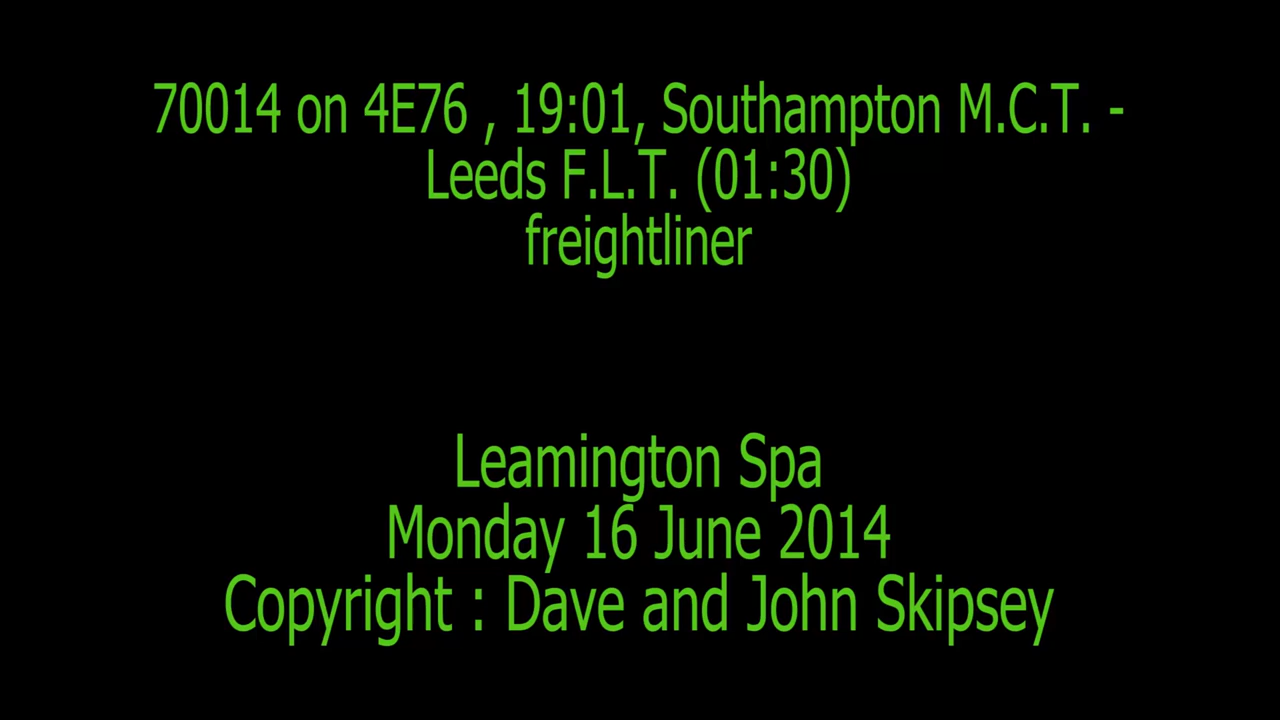 70014 on 4E76 , 19:01, Southampton M.C.T. -
Leeds F.L.T. (01:30)
freightliner
Leamington Spa
Monday 16 June 2014
Copyright : Dave and John Skipsey